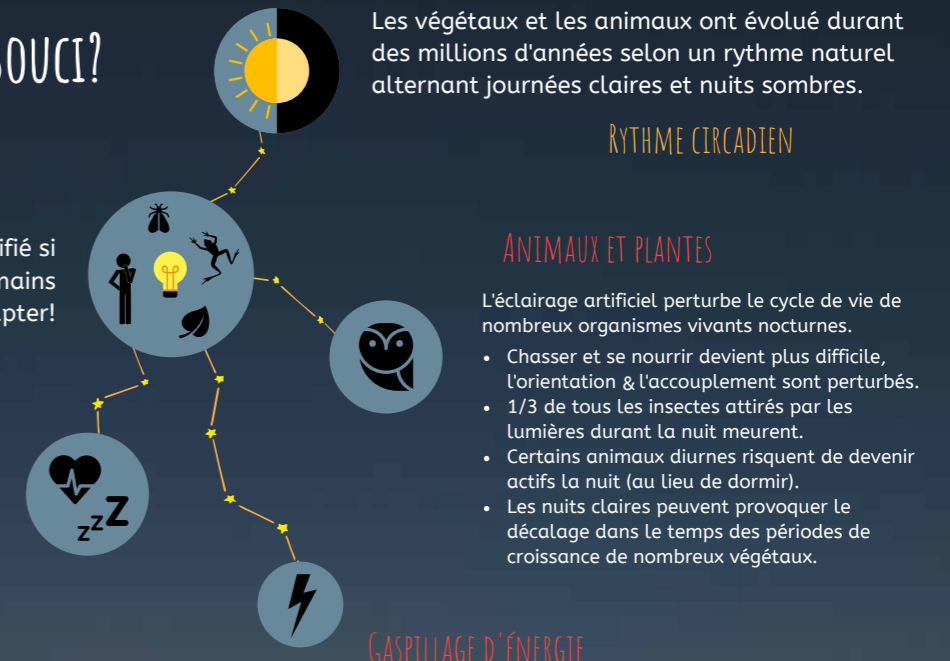 Les végétaux et les animaux ont évolué durant
des millions d'années selon un rythme naturel
alternant journées claires et nuits sombres.
RYTHME CIRCADIEN
mains
ANIMAUX ET PLANTES
L'éclairage artificiel perturbe le cycle de vie de
nombreux organismes vivants nocturnes.
• Chasser et se nourrir devient plus difficile,
l'orientation & l'accouplement sont perturbés.
• 1/3 de tous les insectes attirés par les
lumières durant la nuit meurent.
• Certains animaux diurnes risquent de devenir
actifs la nuit (au lieu de dormir).
• Les nuits claires peuvent provoquer le
décalage dans le temps des périodes de
croissance de nombreux végétaux.
zzZ
GASPILLAGE D'ÉNERGIE